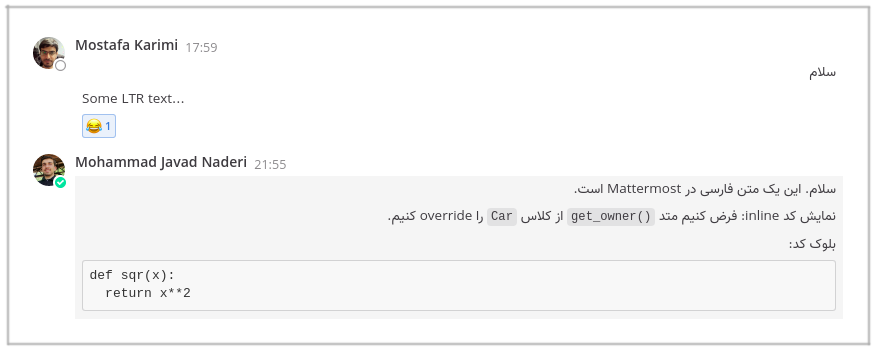 Mostafa Karimi 17:59
سلام
Some LTR text...
😂 1
Mohammad Javad Naderi 21:55
سلام. این یک متن فارسی در Mattermost است.
نمایش کد inline: فرض کنیم متد get_owner() از کلاس Car را override کنیم.
بلوک کد:
def sqr(x):
  return x**2